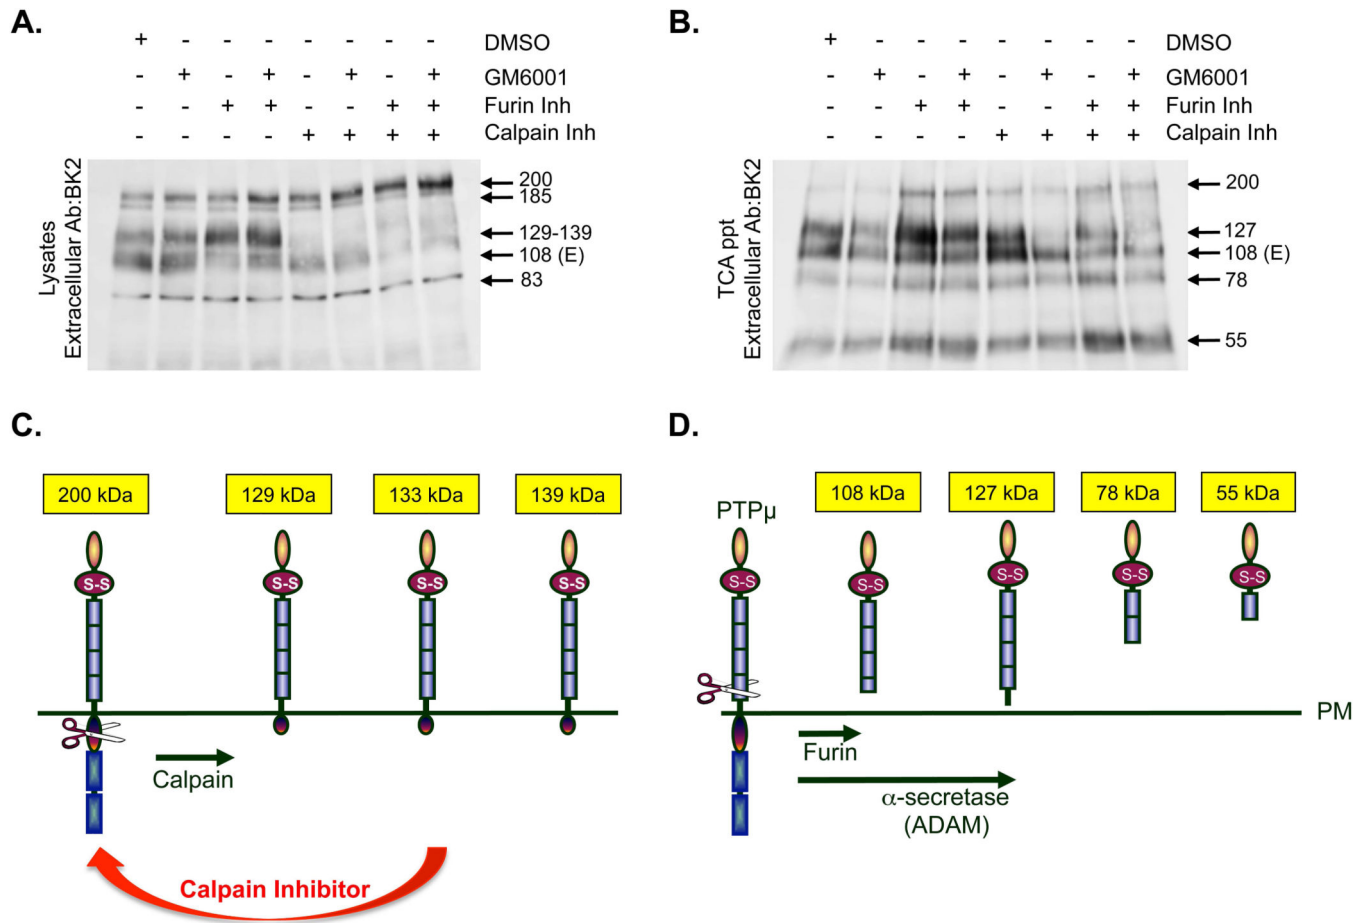 A.
+ - - - - - - - DMSO
- + - + - + - + GM6001
- - + + - - + + Furin Inh
- - - - + + + + Calpain Inh
Lysates
Extracellular Ab:BK2
200
185
129-139
108 (E)
83
B.
+ - - - - - - - DMSO
- + - + - + - + GM6001
- - + + - - + + Furin Inh
- - - - + + + + Calpain Inh
TCA ppt
Extracellular Ab:BK2
200
127
108 (E)
78
55
C.
200 kDa
129 kDa
133 kDa
139 kDa
S-S
S-S
S-S
S-S
Calpain
Calpain Inhibitor
D.
PTPμ
108 kDa
127 kDa
78 kDa
55 kDa
S-S
S-S
S-S
S-S
S-S
PM
Furin
α-secretase
(ADAM)